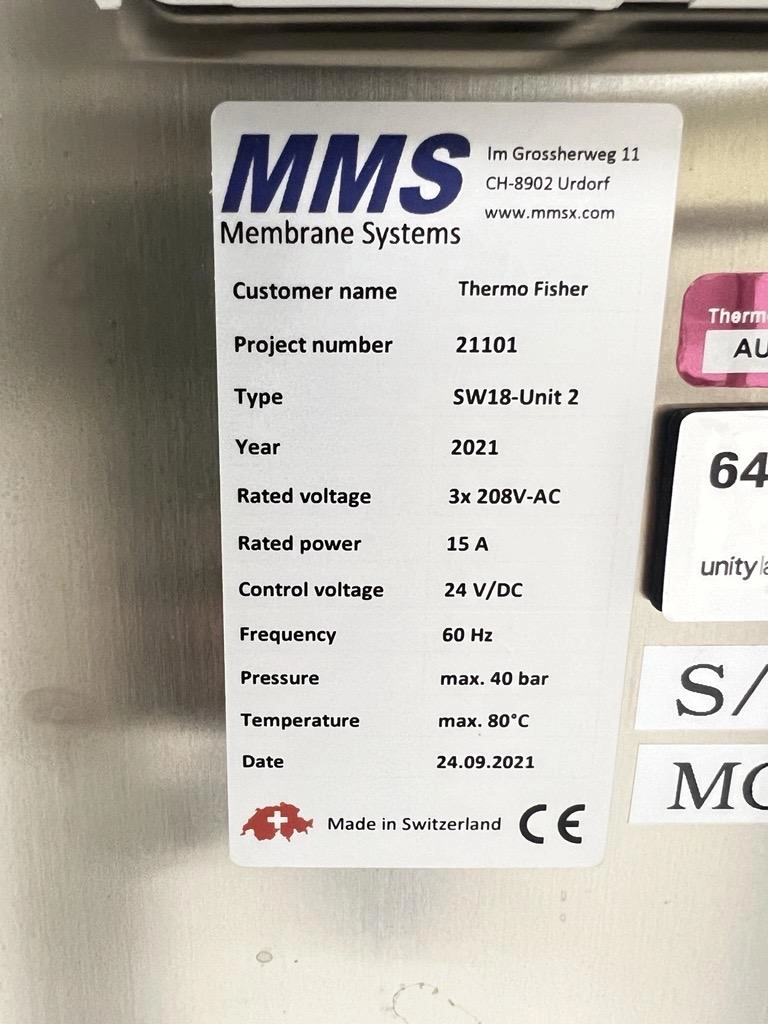 MMS
Membrane Systems
Im Grossherweg 11
CH-8902 Urdorf
www.mmsx.com
Customer name Thermo Fisher
Project number 21101
Type SW18-Unit 2
Year 2021
Rated voltage 3x 208V-AC
Rated power 15 A
Control voltage 24 V/DC
Frequency 60 Hz
Pressure max. 40 bar
Temperature max. 80°C
Date 24.09.2021
Made in Switzerland CE
Therm
AU
64
unity
S/